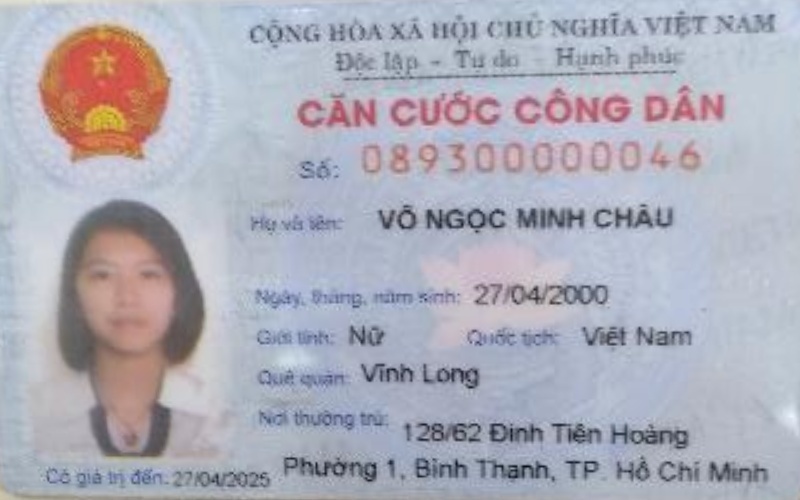 CỘNG HÒA XÃ HỘI CHỦ NGHĨA VIỆT NAM
Độc lập - Tự do - Hạnh phúc
CĂN CƯỚC CÔNG DÂN
Số: 089300000046
Họ và tên: VÕ NGỌC MINH CHÂU
Ngày, tháng, năm sinh: 27/04/2000
Giới tính: Nữ Quốc tịch: Việt Nam
Quê quán: Vĩnh Long
Nơi thường trú: 128/62 Đinh Tiên Hoàng
Phường 1, Bình Thạnh, TP. Hồ Chí Minh
Có giá trị đến: 27/04/2025